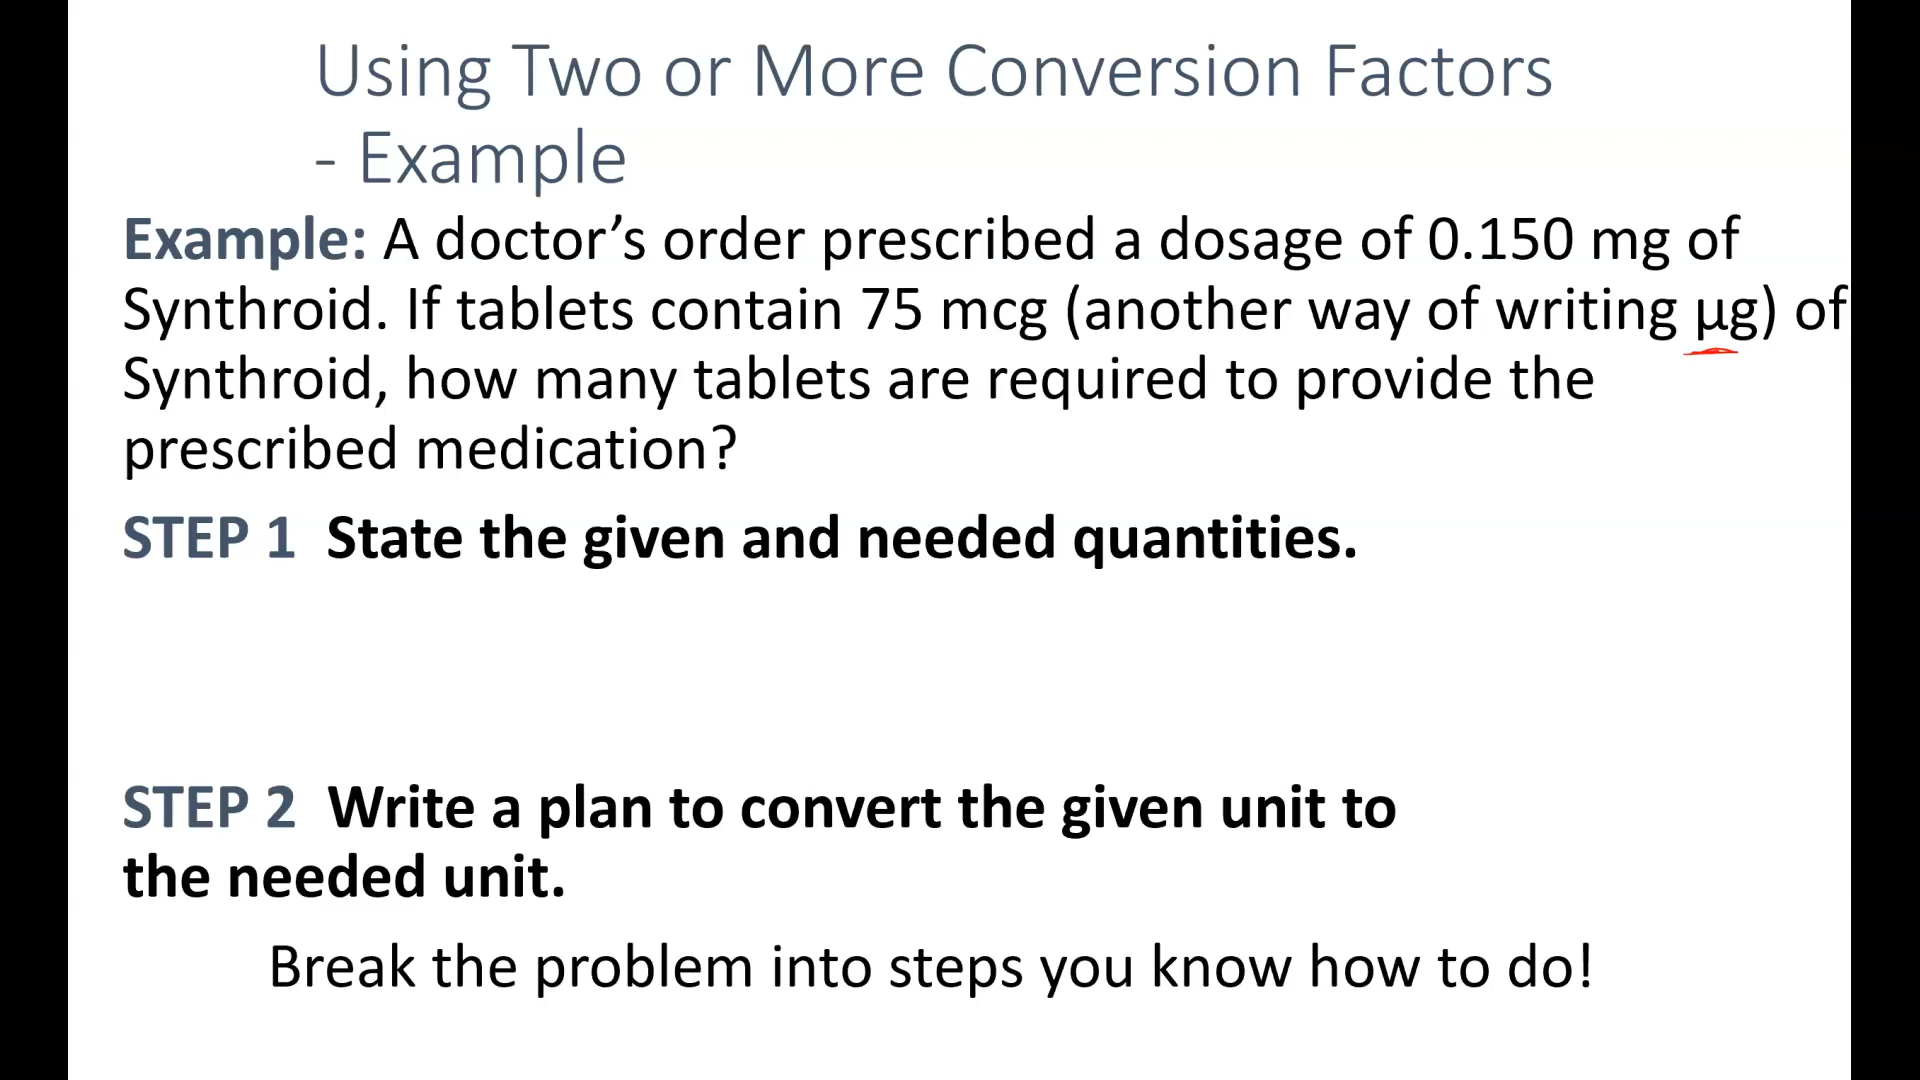 Using Two or More Conversion Factors
- Example
Example: A doctor’s order prescribed a dosage of 0.150 mg of
Synthroid. If tablets contain 75 mcg (another way of writing µg) of
Synthroid, how many tablets are required to provide the
prescribed medication?
STEP 1 State the given and needed quantities.
STEP 2 Write a plan to convert the given unit to
the needed unit.
Break the problem into steps you know how to do!